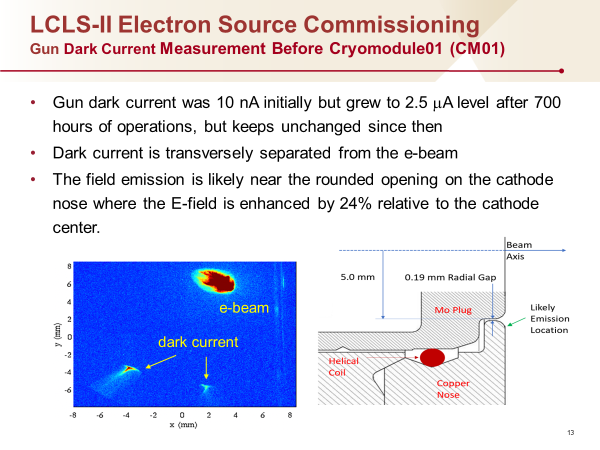 LCLS-II Electron Source Commissioning
Gun Dark Current Measurement Before Cryomodule01 (CM01)
• Gun dark current was 10 nA initially but grew to 2.5 μA level after 700
hours of operations, but keeps unchanged since then
• Dark current is transversely separated from the e-beam
• The field emission is likely near the rounded opening on the cathode
nose where the E-field is enhanced by 24% relative to the cathode
center.
8
6
4
2
0
-2
-4
-6
y (mm)
e-beam
dark current
-8 -6 -4 -2 0 2 4 6 8
x (mm)
Beam
Axis
5.0 mm
0.19 mm Radial Gap
Mo Plug
Likely
Emission
Location
Helical
Coil
Copper
Nose
13